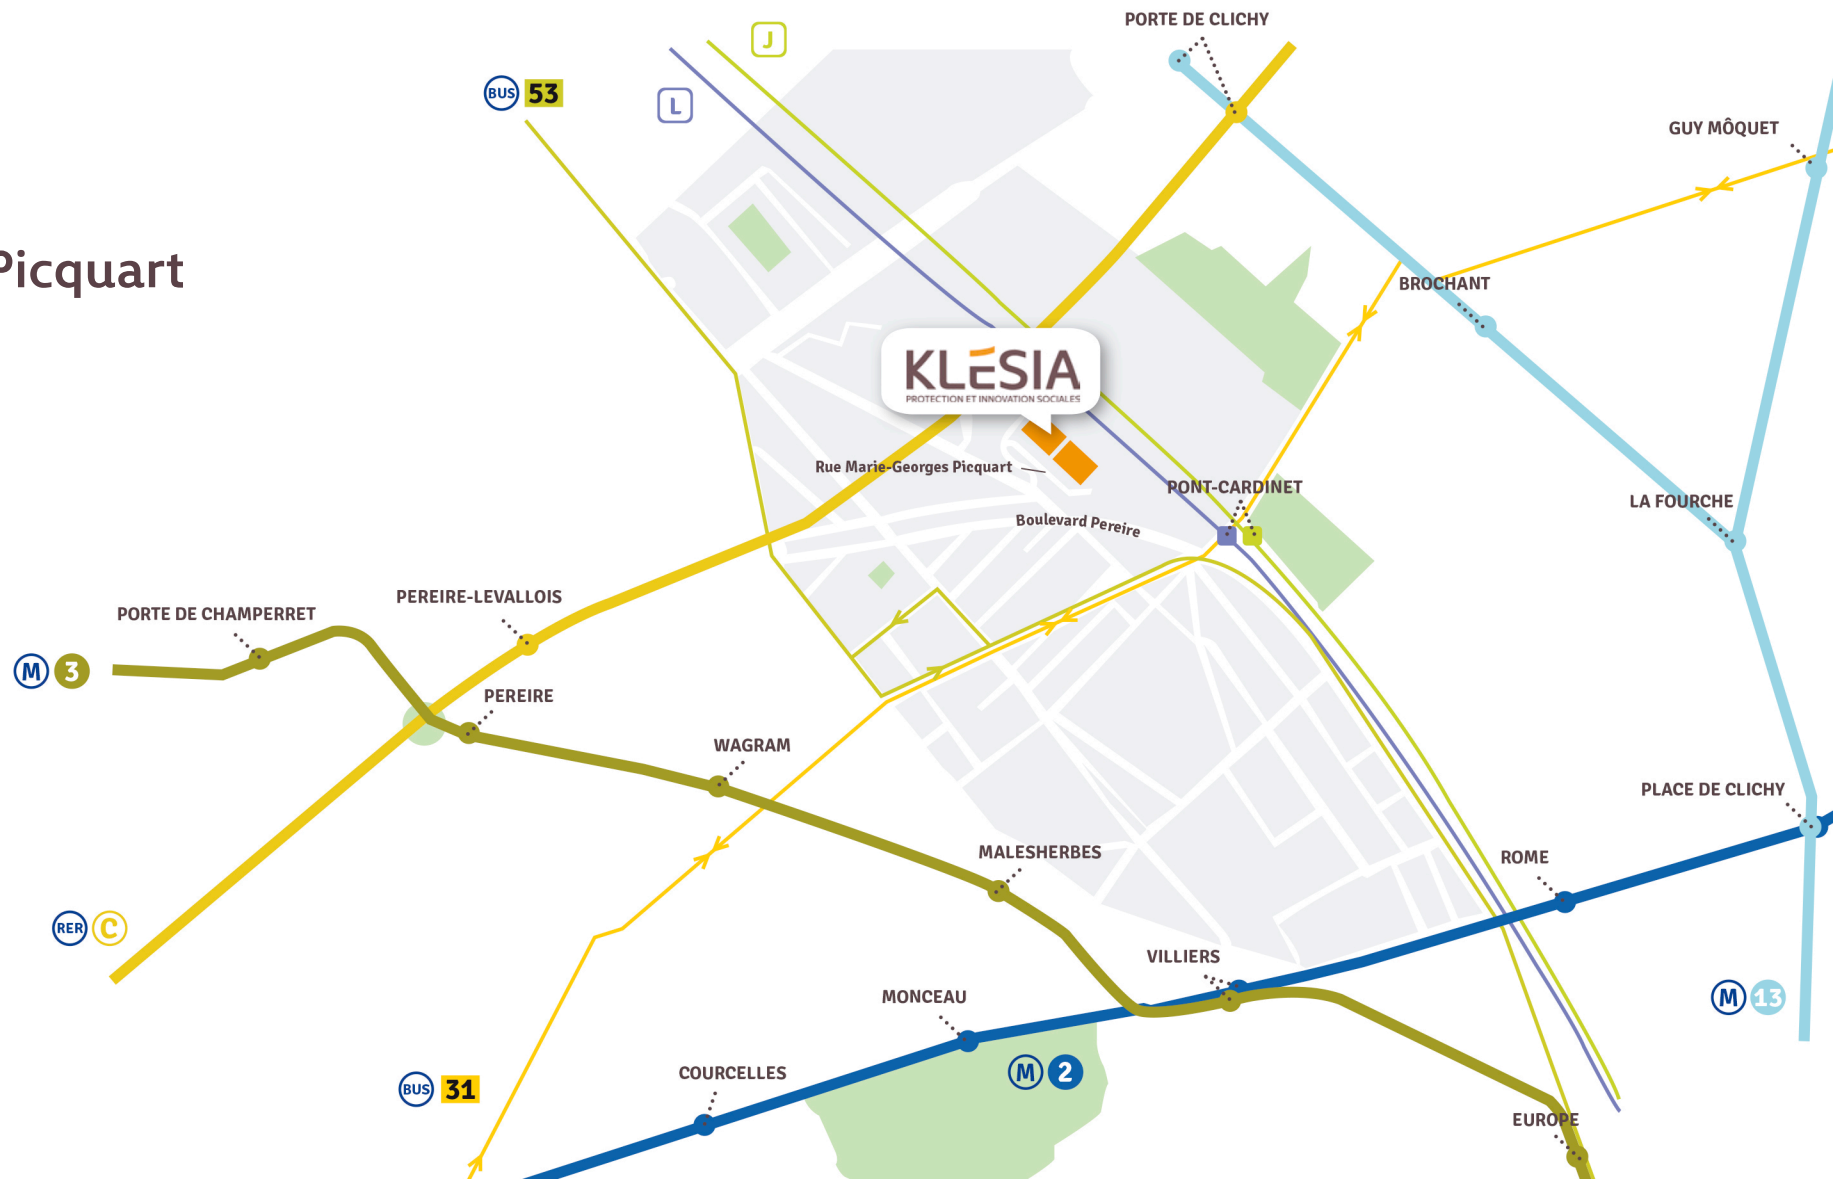 PORTE DE CLICHY
J
BUS 53
L
GUY MÔQUET
Picquart
BROCHANT
KLESIA
PROTECTION ET INNOVATION SOCIALES
Rue Marie-Georges Picquart
PONT-CARDINET
LA FOURCHE
Boulevard Pereire
PEREIRE-LEVALLOIS
PORTE DE CHAMPERRET
M 3
PEREIRE
WAGRAM
PLACE DE CLICHY
MALESHERBES
ROME
RER C
VILLIERS
MONCEAU
M 13
COURCELLES
M 2
BUS 31
EUROPE